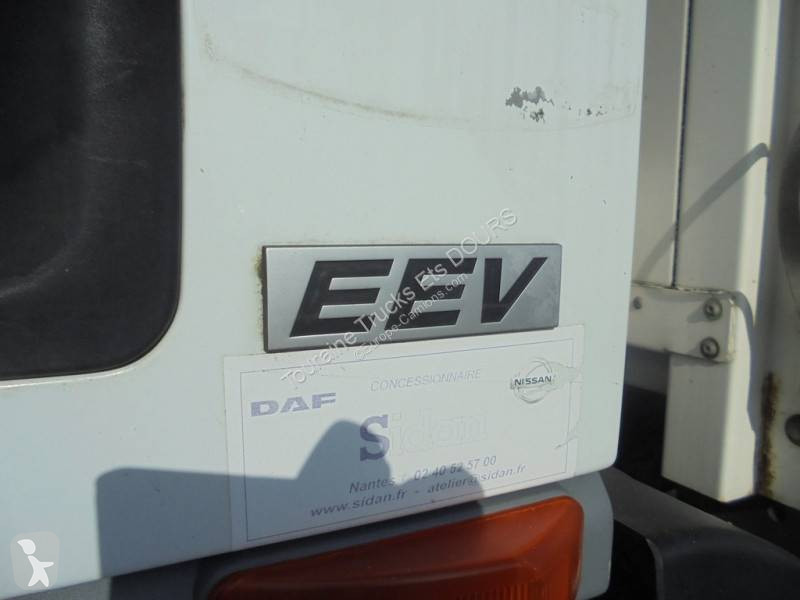 EEV
Touraine Trucks Ets DOURS
©Europe-Camions.com
CONCESSIONNAIRE
DAF
NISSAN
Nantes : 02 40 52 57 00
www.sidan.fr - atelier@sidan.fr